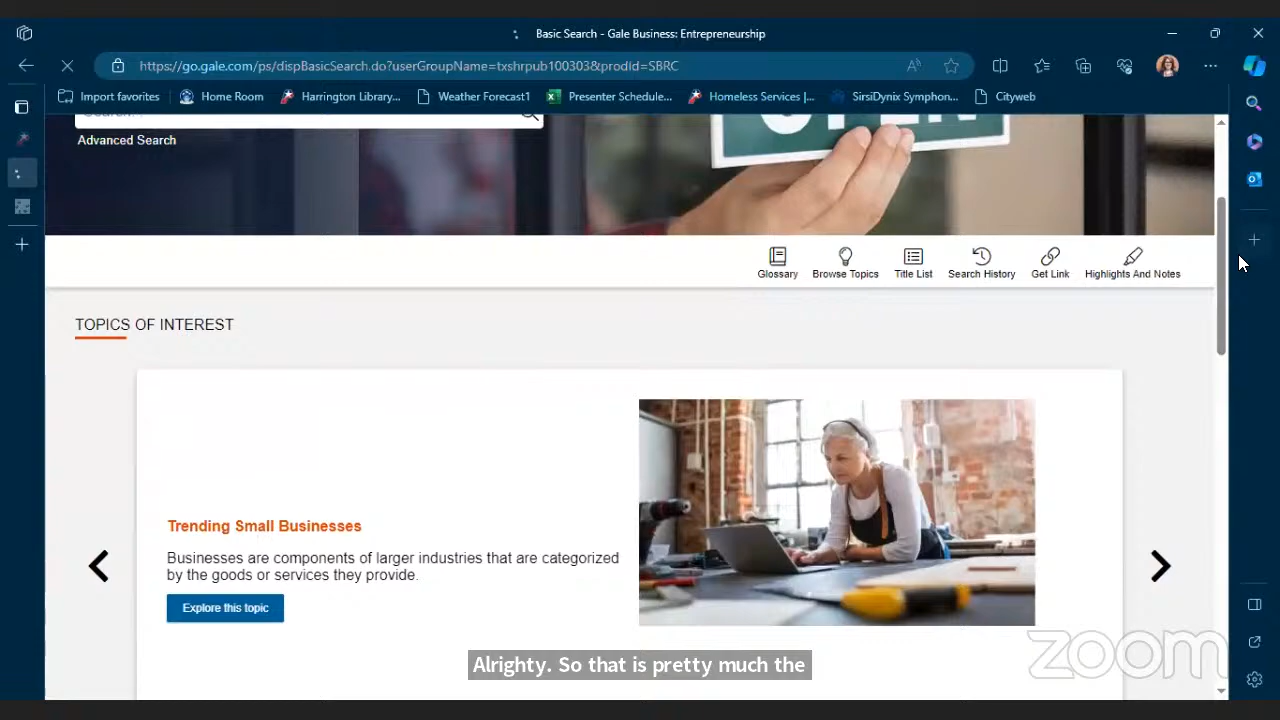 Basic Search - Gale Business: Entrepreneurship
https://go.gale.com/ps/dispBasicSearch.do?userGroupName=txshrpub100303&prodId=SBRC
Import favorites
Home Room
Harrington Library...
Weather Forecast1
Presenter Schedule...
Homeless Services |...
SirsiDynix Symphon...
Cityweb
OPEN
Advanced Search
Glossary
Browse Topics
Title List
Search History
Get Link
Highlights And Notes
TOPICS OF INTEREST
Trending Small Businesses
Businesses are components of larger industries that are categorized
by the goods or services they provide.
Explore this topic
Alrighty. So that is pretty much the
zoom